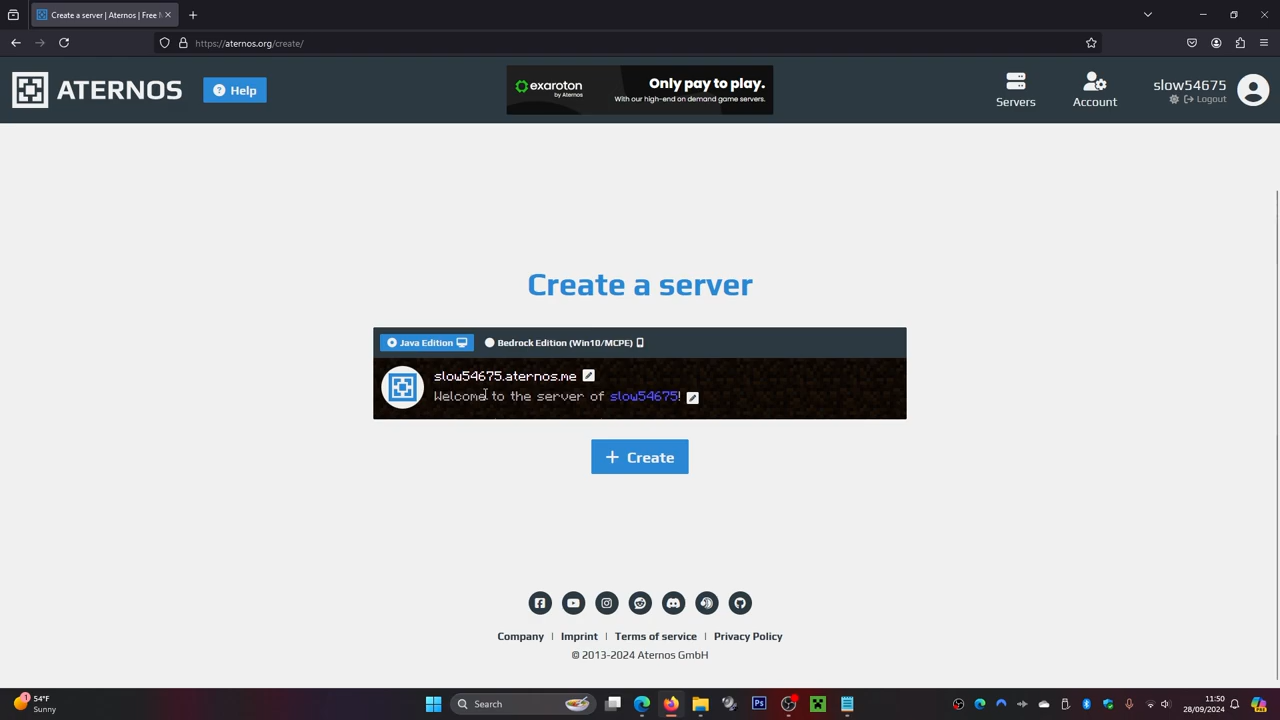 Create a server | Aternos | Free M
https://aternos.org/create/
ATERNOS
Help
exaroton
by Aternos
Only pay to play.
With our high-end on demand game servers.
Servers
Account
slow54675
Logout
Create a server
Java Edition
Bedrock Edition (Win10/MCPE)
slow54675.aternos.me
Welcome to the server of slow54675!
Create
Company | Imprint | Terms of service | Privacy Policy
© 2013-2024 Aternos GmbH
1
54°F
Sunny
Search
Ps
11:50
28/09/2024